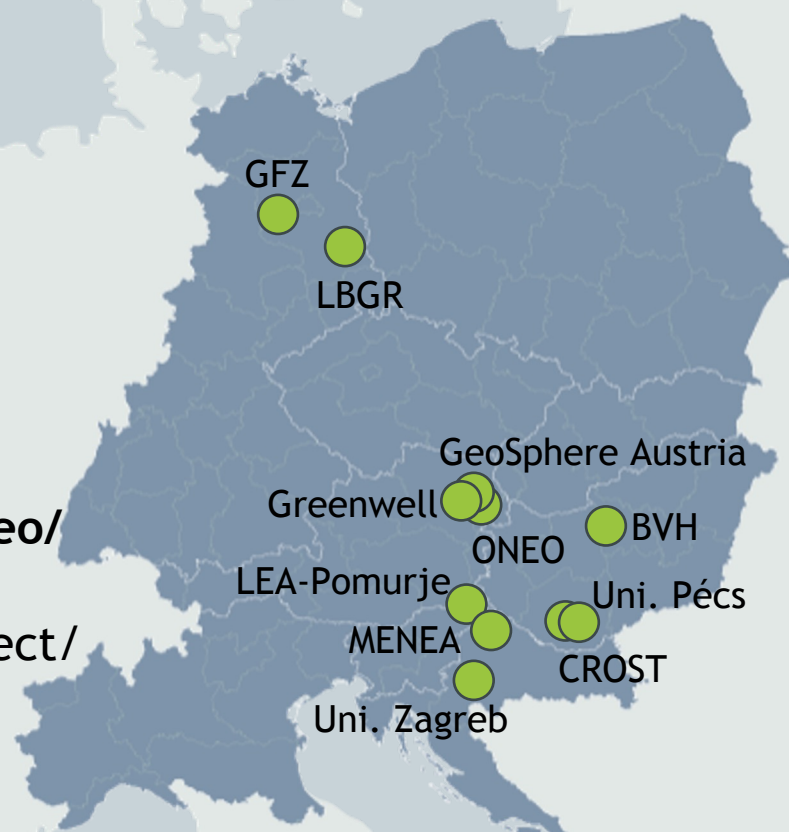 GFZ
LBGR
GeoSphere Austria
Greenwell
eo/
BVH
ONEO
LEA-Pomurje
Uni. Pécs
MENEA
ect/
CROST
Uni. Zagreb